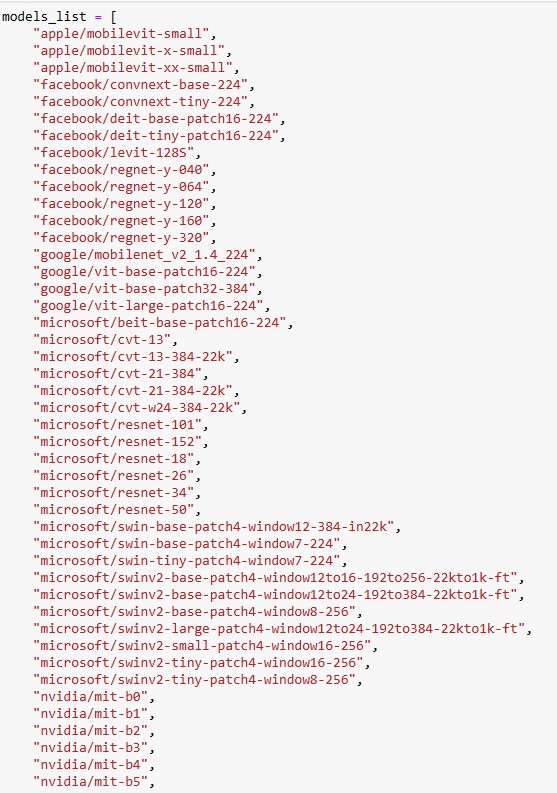 models_list = [
    "apple/mobilevit-small",
    "apple/mobilevit-x-small",
    "apple/mobilevit-xx-small",
    "facebook/convnext-base-224",
    "facebook/convnext-tiny-224",
    "facebook/deit-base-patch16-224",
    "facebook/deit-tiny-patch16-224",
    "facebook/levit-128S",
    "facebook/regnet-y-040",
    "facebook/regnet-y-064",
    "facebook/regnet-y-120",
    "facebook/regnet-y-160",
    "facebook/regnet-y-320",
    "google/mobilenet_v2_1.4_224",
    "google/vit-base-patch16-224",
    "google/vit-base-patch32-384",
    "google/vit-large-patch16-224",
    "microsoft/beit-base-patch16-224",
    "microsoft/cvt-13",
    "microsoft/cvt-13-384-22k",
    "microsoft/cvt-21-384",
    "microsoft/cvt-21-384-22k",
    "microsoft/cvt-w24-384-22k",
    "microsoft/resnet-101",
    "microsoft/resnet-152",
    "microsoft/resnet-18",
    "microsoft/resnet-26",
    "microsoft/resnet-34",
    "microsoft/resnet-50",
    "microsoft/swin-base-patch4-window12-384-in22k",
    "microsoft/swin-base-patch4-window7-224",
    "microsoft/swin-tiny-patch4-window7-224",
    "microsoft/swinv2-base-patch4-window12to16-192to256-22kto1k-ft",
    "microsoft/swinv2-base-patch4-window12to24-192to384-22kto1k-ft",
    "microsoft/swinv2-base-patch4-window8-256",
    "microsoft/swinv2-large-patch4-window12to24-192to384-22kto1k-ft",
    "microsoft/swinv2-small-patch4-window16-256",
    "microsoft/swinv2-tiny-patch4-window16-256",
    "microsoft/swinv2-tiny-patch4-window8-256",
    "nvidia/mit-b0",
    "nvidia/mit-b1",
    "nvidia/mit-b2",
    "nvidia/mit-b3",
    "nvidia/mit-b4",
    "nvidia/mit-b5",